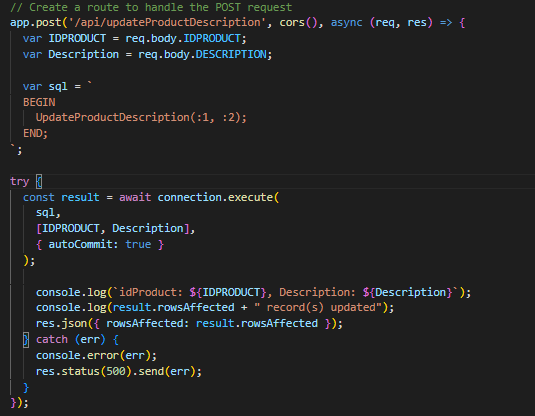 // Create a route to handle the POST request
app.post('/api/updateProductDescription', cors(), async (req, res) => {
  var IDPRODUCT = req.body.IDPRODUCT;
  var Description = req.body.DESCRIPTION;

  var sql = `
  BEGIN
    UpdateProductDescription(:1, :2);
  END;
`;

try {
  const result = await connection.execute(
    sql,
    [IDPRODUCT, Description],
    { autoCommit: true }
  );

    console.log(`idProduct: ${IDPRODUCT}, Description: ${Description}`);
    console.log(result.rowsAffected + " record(s) updated");
    res.json({ rowsAffected: result.rowsAffected });
  } catch (err) {
    console.error(err);
    res.status(500).send(err);
  }
});